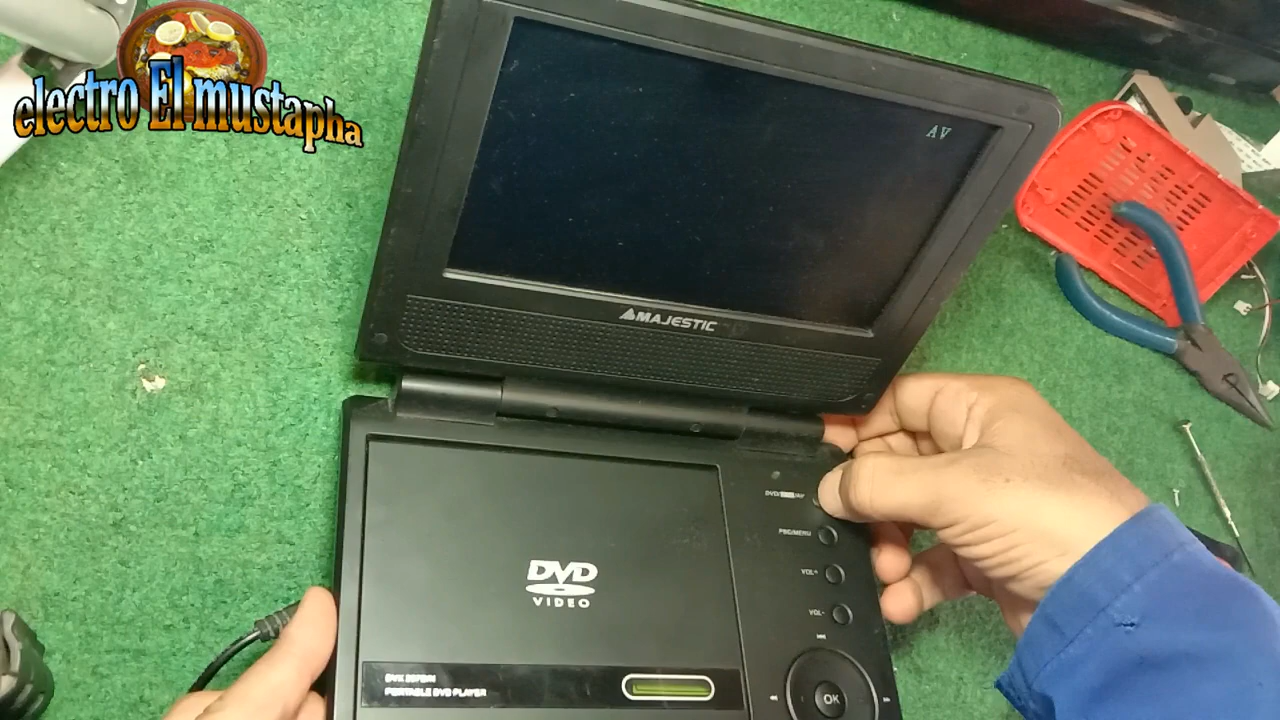 electro El mustapha
AV
MAJESTIC
PBC/MENU
VOL+
VOL-
DVD
VIDEO
PORTABLE DVD PLAYER
OK